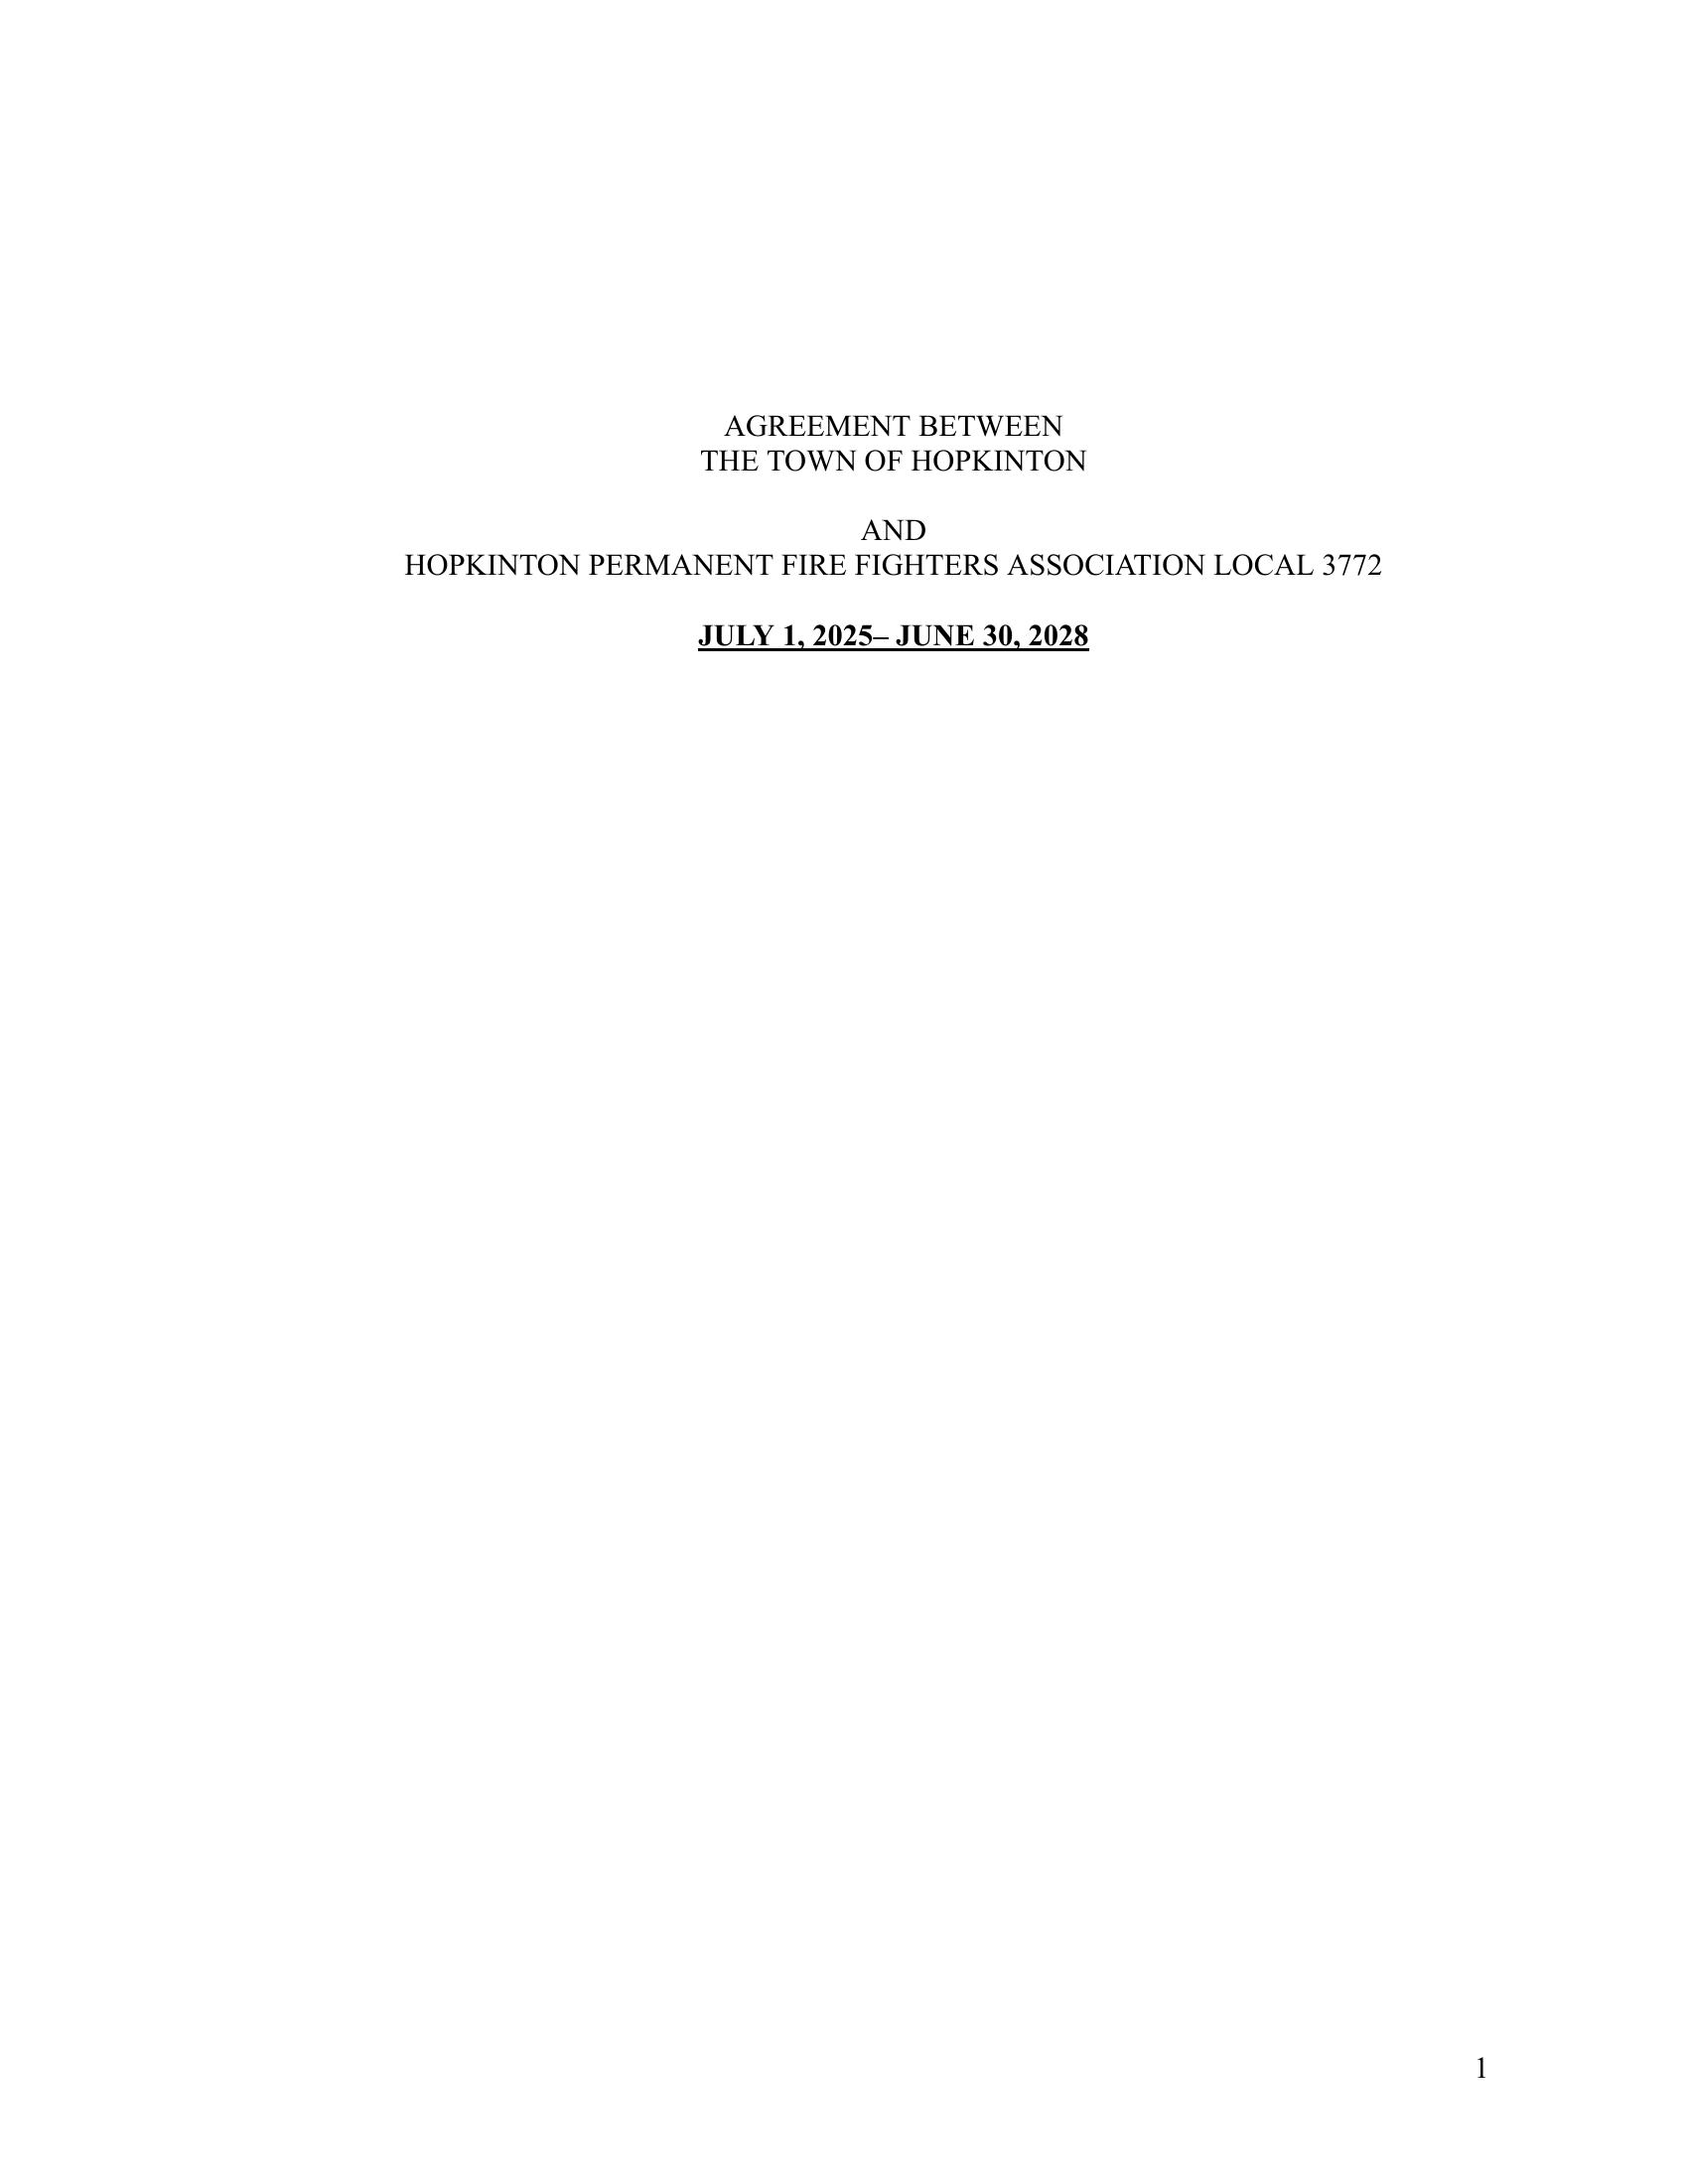 AGREEMENT BETWEEN
THE TOWN OF HOPKINTON
AND
HOPKINTON PERMANENT FIRE FIGHTERS ASSOCIATION LOCAL 3772
JULY 1, 2025– JUNE 30, 2028
1